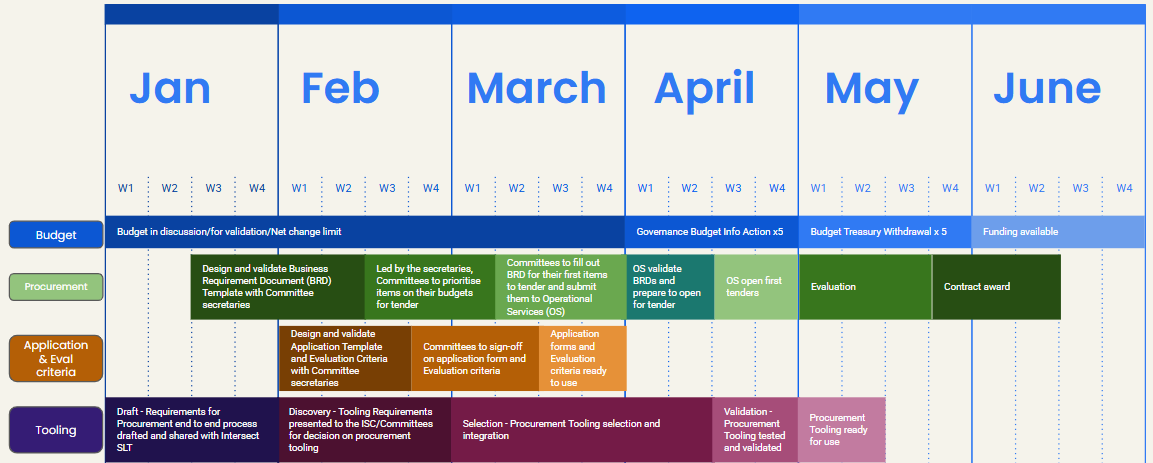 Jan Feb March April May June
W1 W2 W3 W4 W1 W2 W3 W4 W1 W2 W3 W4 W1 W2 W3 W4 W1 W2 W3 W4 W1 W2 W3 W4
Budget
Budget in discussion/for validation/Net change limit
Governance Budget Info Action x5
Budget Treasury Withdrawal x 5
Funding available
Procurement
Design and validate Business
Requirement Document (BRD)
Template with Committee
secretaries
Led by the secretaries,
Committees to prioritise
items on their budgets
for tender
Committees to fill out
BRD for their first items
to tender and submit
them to Operational
Services (OS)
OS validate
BRDs and
prepare to open
for tender
OS open first
tenders
Evaluation
Contract award
Application
& Eval
criteria
Design and validate
Application Template
and Evaluation Criteria
with Committee
secretaries
Committees to sign-off
on application form and
Evaluation criteria
Application
forms and
Evaluation
criteria ready
to use
Tooling
Draft - Requirements for
Procurement end to end process
drafted and shared with Intersect
SLT
Discovery - Tooling Requirements
presented to the ISC/Committees
for decision on procurement
tooling
Selection - Procurement Tooling selection and
integration
Validation -
Procurement
Tooling tested
and validated
Procurement
Tooling ready
for use